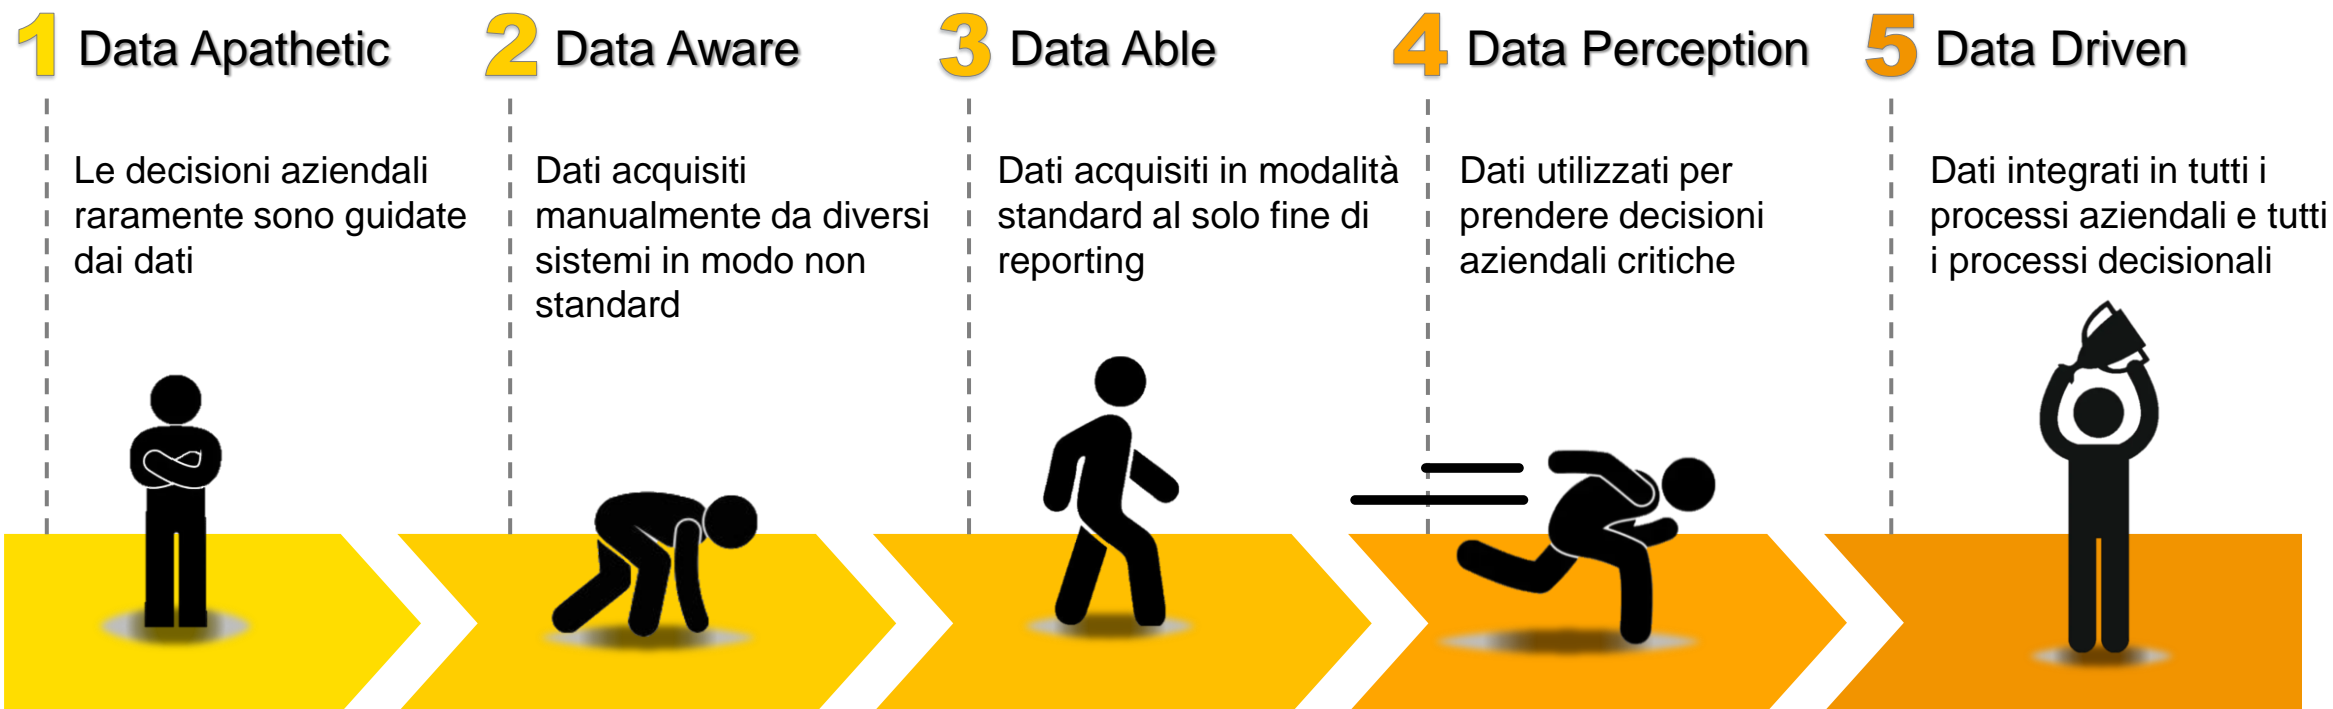 1 Data Apathetic
Le decisioni aziendali
raramente sono guidate
dai dati
2 Data Aware
Dati acquisiti
manualmente da diversi
sistemi in modo non
standard
3 Data Able
Dati acquisiti in modalità
standard al solo fine di
reporting
4 Data Perception
Dati utilizzati per
prendere decisioni
aziendali critiche
5 Data Driven
Dati integrati in tutti i
processi aziendali e tutti
i processi decisionali